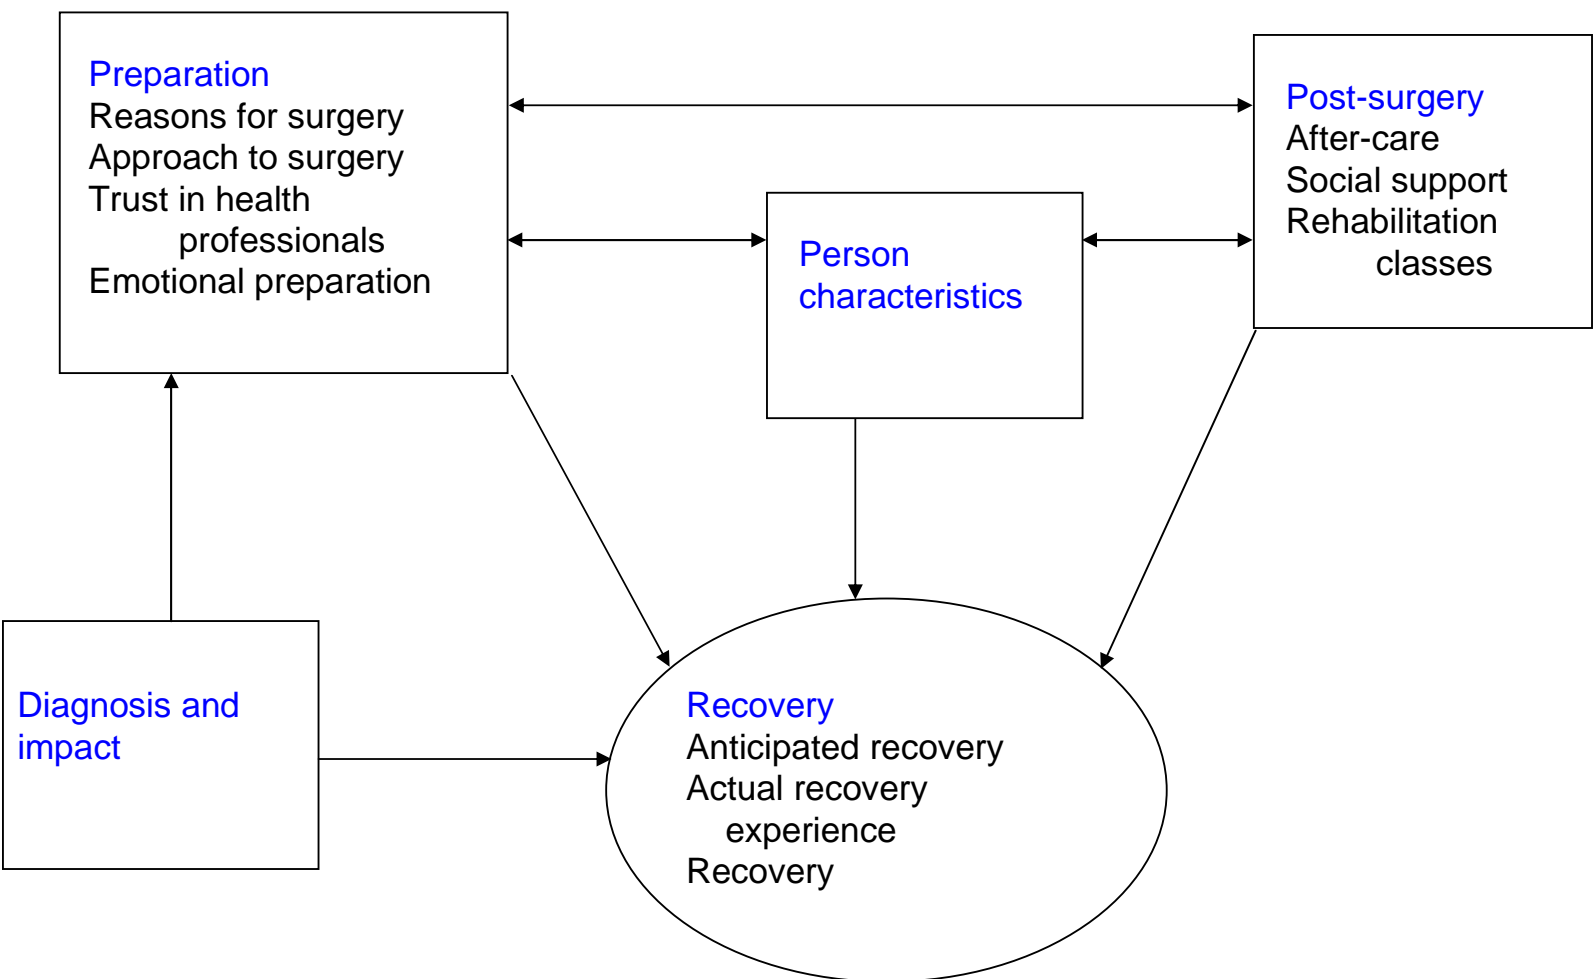 Preparation
Reasons for surgery
Approach to surgery
Trust in health
professionals
Emotional preparation
Post-surgery
After-care
Social support
Rehabilitation
classes
Person
characteristics
Diagnosis and
impact
Recovery
Anticipated recovery
Actual recovery
experience
Recovery